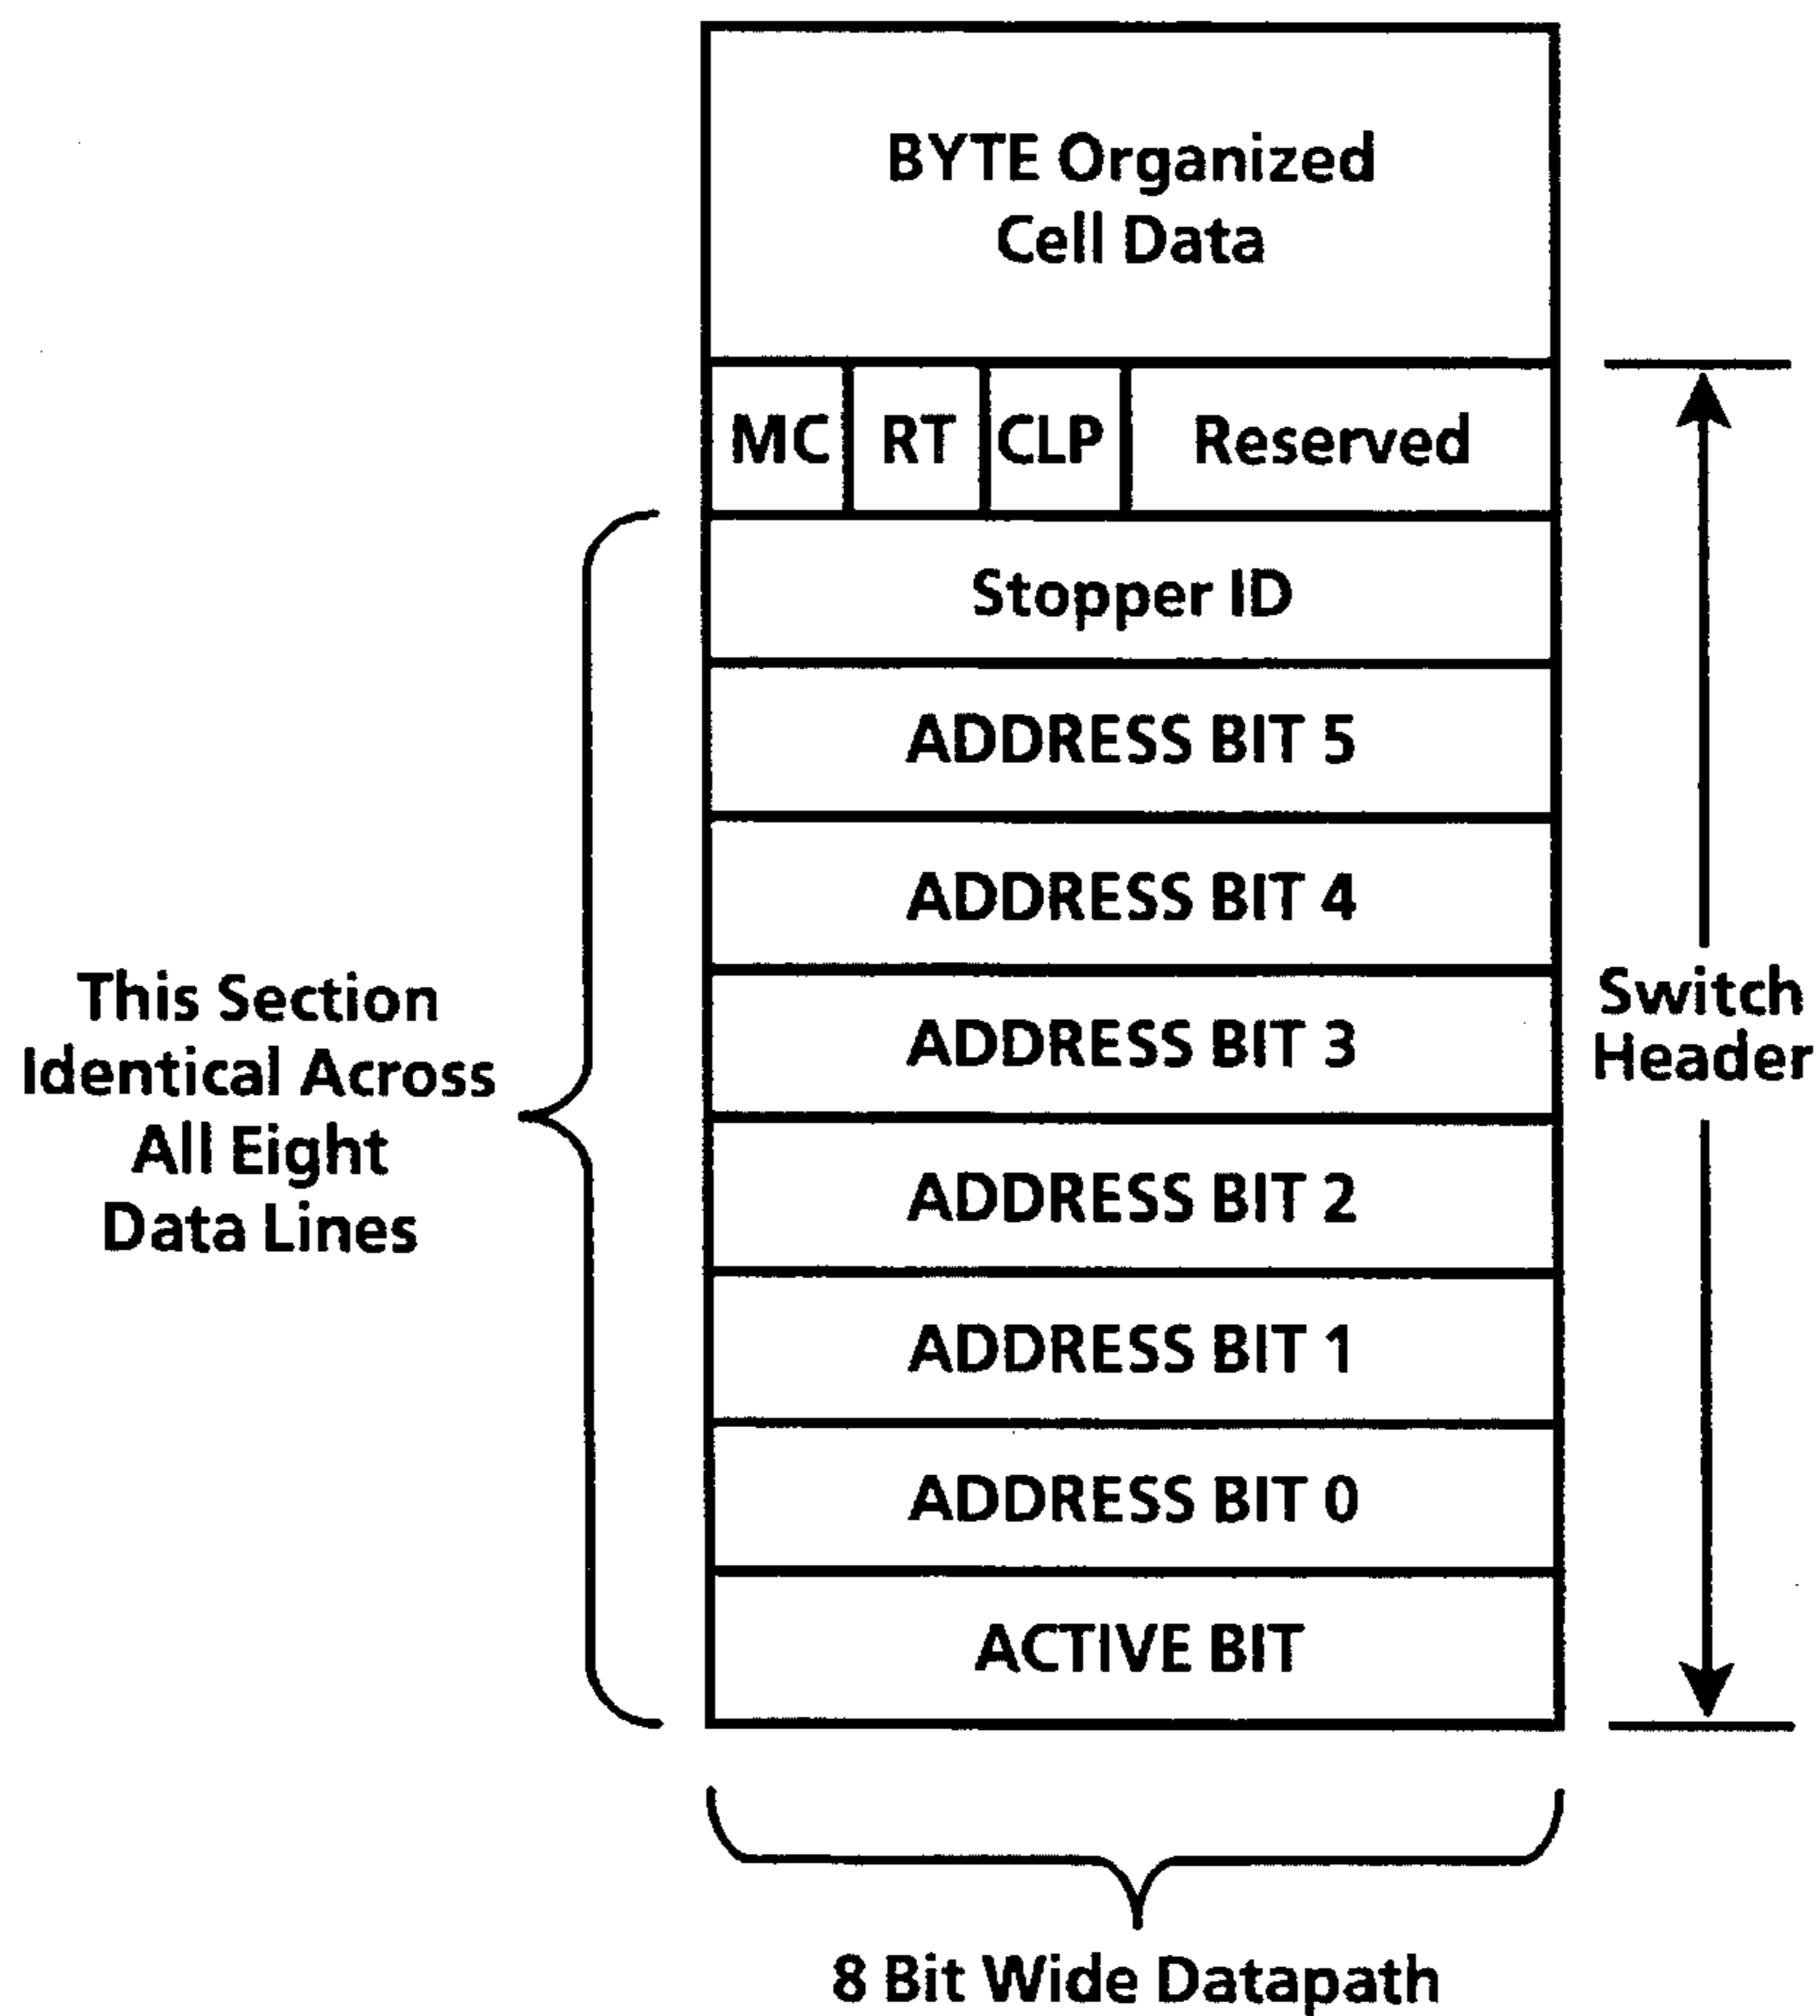 BYTE Organized
Cell Data
MC RT CLP Reserved
Stopper ID
ADDRESS BIT 5
ADDRESS BIT 4
ADDRESS BIT 3
ADDRESS BIT 2
ADDRESS BIT 1
ADDRESS BIT 0
ACTIVE BIT
This Section
Identical Across
All Eight
Data Lines
Switch
Header
8 Bit Wide Datapath